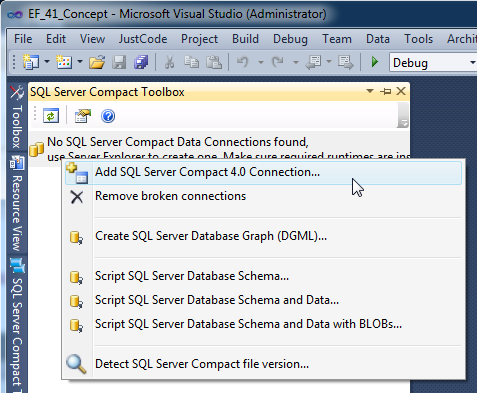 EF_41_Concept - Microsoft Visual Studio (Administrator)
File Edit View JustCode Project Build Debug Team Data Tools
Debug
SQL Server Compact Toolbox
No SQL Server Compact Data Connections found,
use Server Explorer to create one. Make sure required runtimes are
Add SQL Server Compact 4.0 Connection...
Remove broken connections
Create SQL Server Database Graph (DGML)...
Script SQL Server Database Schema...
Script SQL Server Database Schema and Data...
Script SQL Server Database Schema and Data with BLOBs...
Detect SQL Server Compact file version...
Toolbox
Resource View
SQL Server Compact T